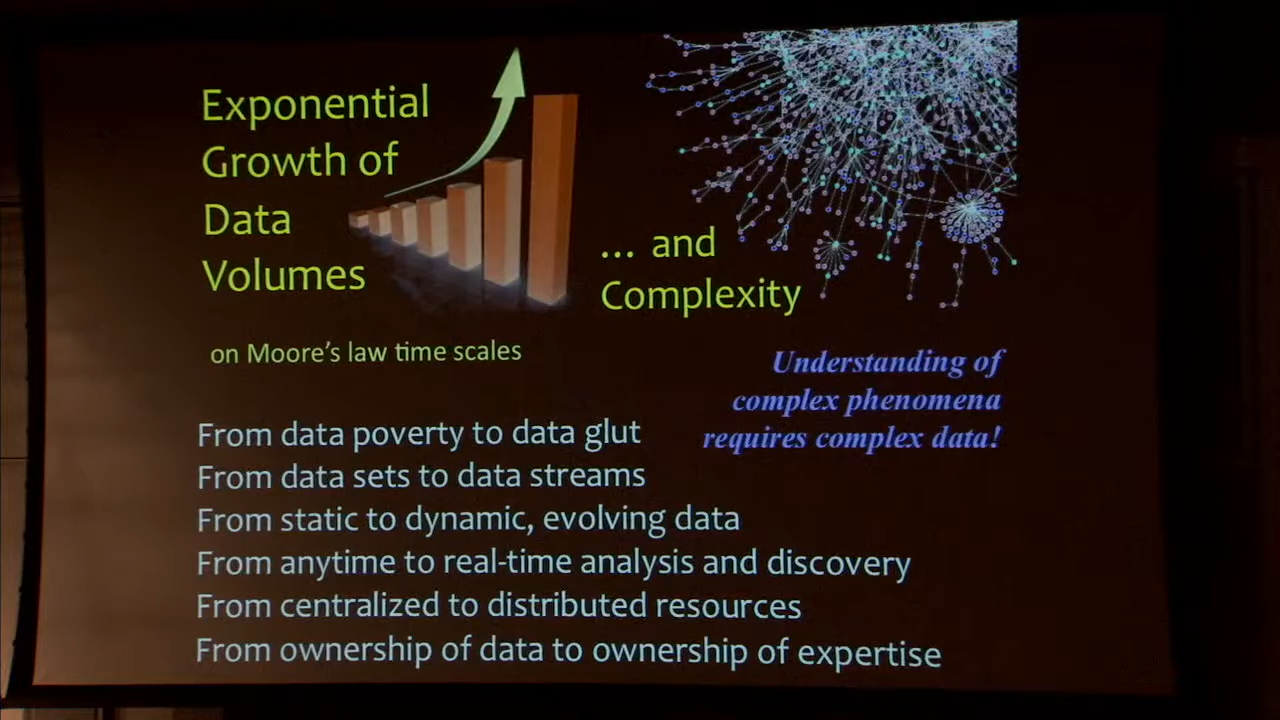 Exponential
Growth of
Data
Volumes
... and
Complexity
on Moore's law time scales
Understanding of
complex phenomena
requires complex data!
From data poverty to data glut
From data sets to data streams
From static to dynamic, evolving data
From anytime to real-time analysis and discovery
From centralized to distributed resources
From ownership of data to ownership of expertise